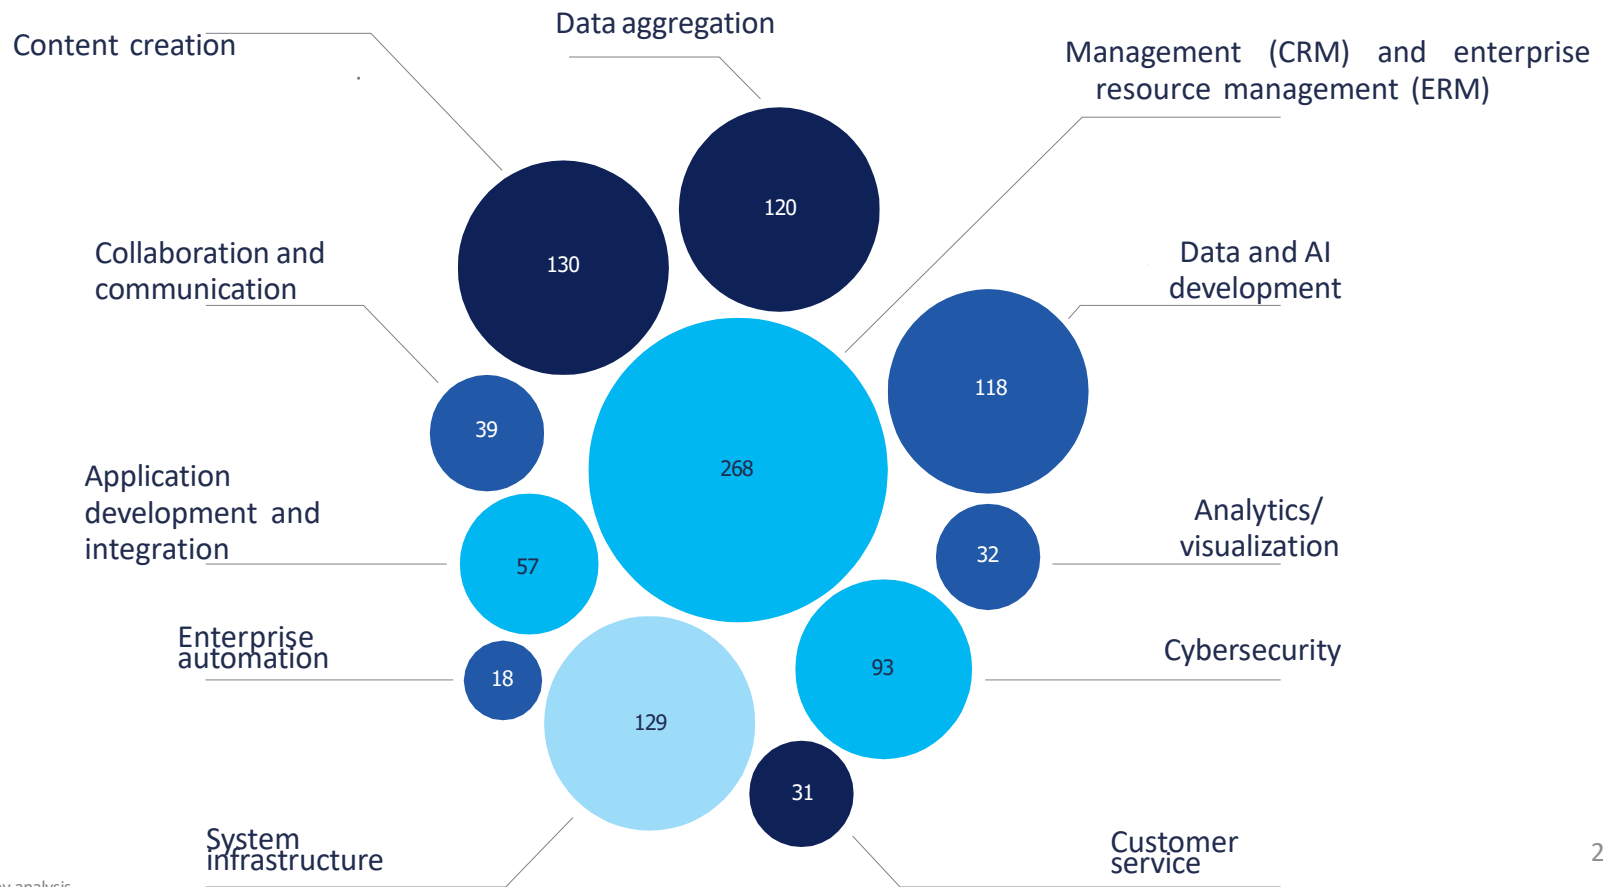 Data aggregation
Content creation
Management (CRM) and enterprise
resource management (ERM)
120
130
Collaboration and
communication
Data and AI
development
118
39
268
Application
development and
integration
Analytics/
visualization
32
57
Enterprise
automation
Cybersecurity
93
18
129
31
System
infrastructure
Customer
service
2
analysis